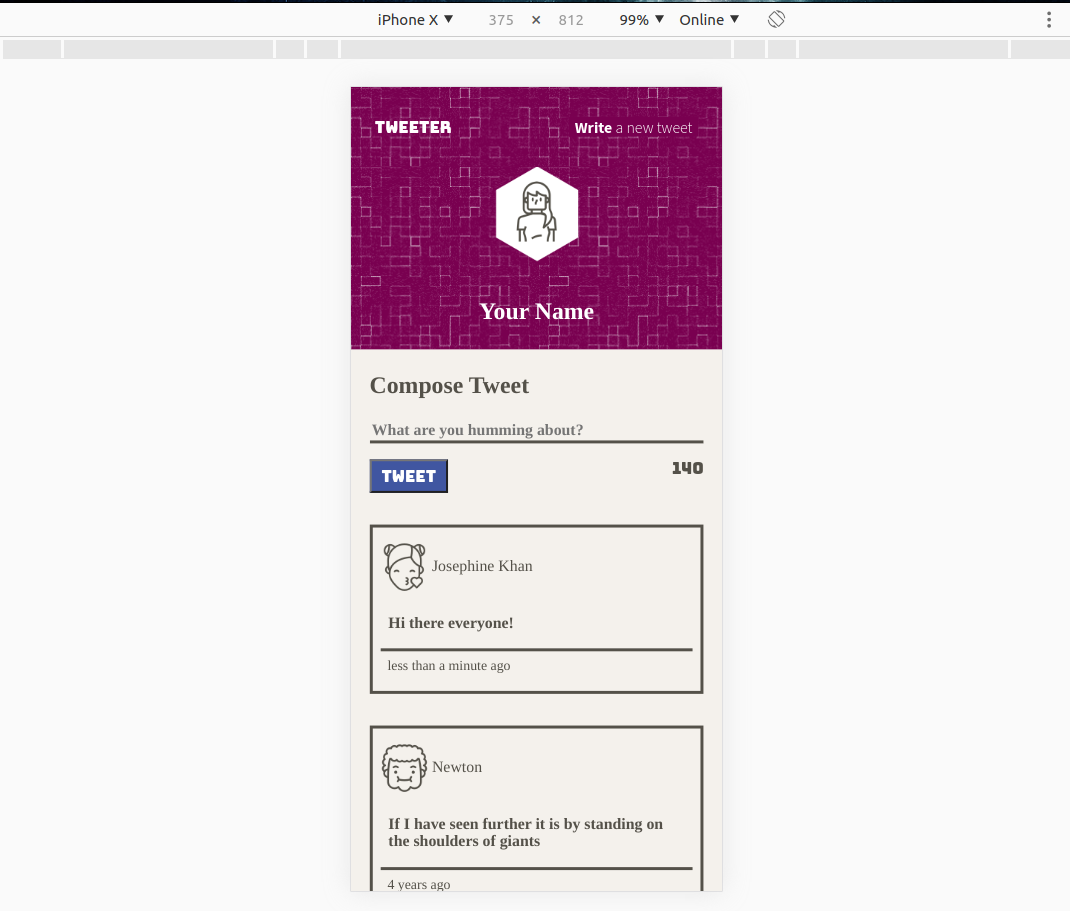 iPhone X ▼ 375 × 812 99% ▼ Online ▼
TWEETER
Write a new tweet
Your Name
Compose Tweet
What are you humming about?
TWEET
140
Josephine Khan
Hi there everyone!
less than a minute ago
Newton
If I have seen further it is by standing on
the shoulders of giants
4 years ago